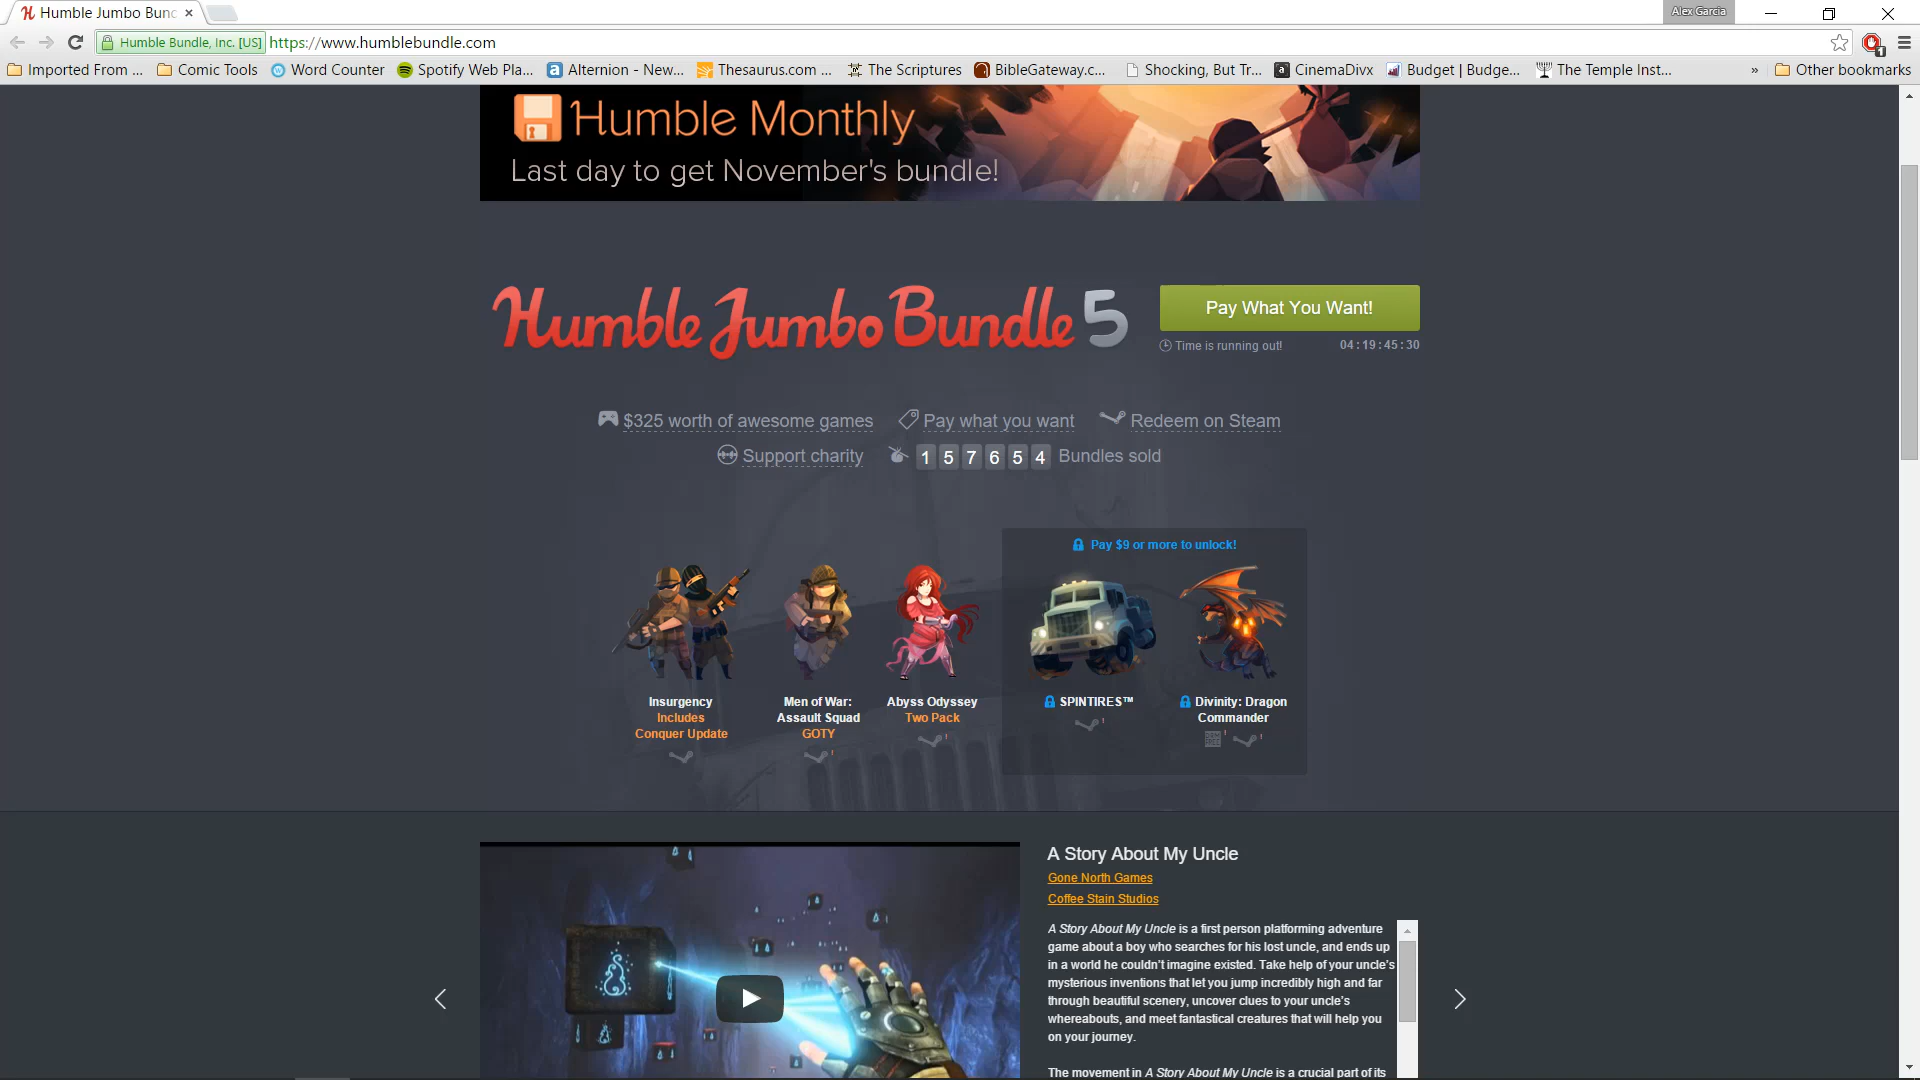 Humble Jumbo Bunc
Alex Garcia
Humble Bundle, Inc. [US] https://www.humblebundle.com
1
Imported From ... Comic Tools Word Counter Spotify Web Pla... Alternion - New... Thesaurus.com ... The Scriptures BibleGateway.c... Shocking, But Tr... CinemaDivx Budget | Budge... The Temple Inst... » Other bookmarks
Humble Monthly
Last day to get November's bundle!
Humble Jumbo Bundle 5
Pay What You Want!
Time is running out! 04:19:45:30
$325 worth of awesome games Pay what you want Redeem on Steam
Support charity 1 5 7 6 5 4 Bundles sold
Pay $9 or more to unlock!
Insurgency
Includes
Conquer Update
Men of War:
Assault Squad
GOTY
Abyss Odyssey
Two Pack
SPINTIRES™
Divinity: Dragon
Commander
A Story About My Uncle
Gone North Games
Coffee Stain Studios
A Story About My Uncle is a first person platforming adventure
game about a boy who searches for his lost uncle, and ends up
in a world he couldn't imagine existed. Take help of your uncle's
mysterious inventions that let you jump incredibly high and far
through beautiful scenery, uncover clues to your uncle's
whereabouts, and meet fantastical creatures that will help you
on your journey.
The movement in A Story About My Uncle is a crucial part of its